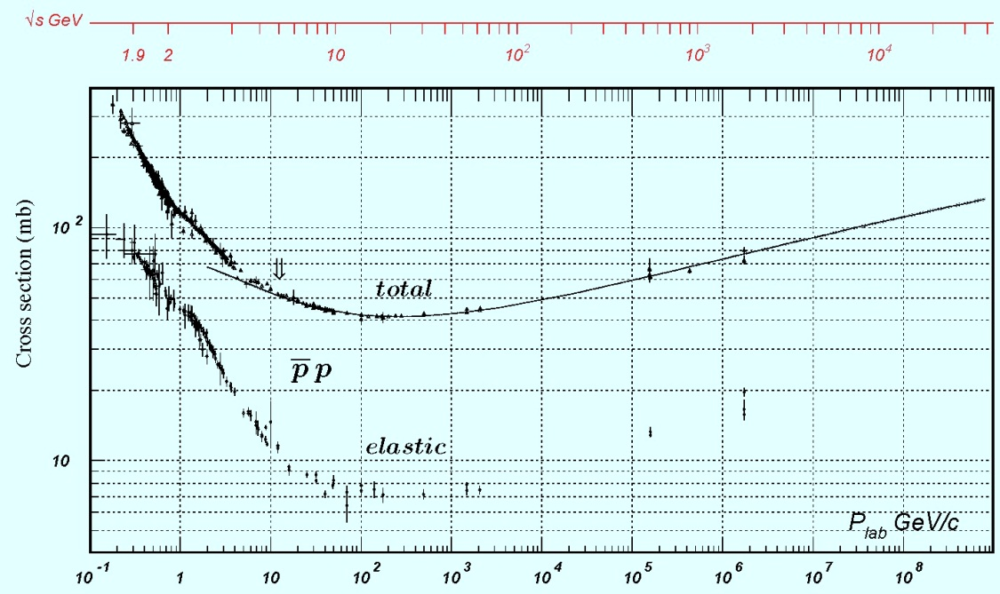 √s GeV
1.9 2 10 10² 10³ 10⁴
Cross section (mb)
10²
10
⇓
total
p̅ p
elastic
P_lab GeV/c
10⁻¹ 1 10 10² 10³ 10⁴ 10⁵ 10⁶ 10⁷ 10⁸